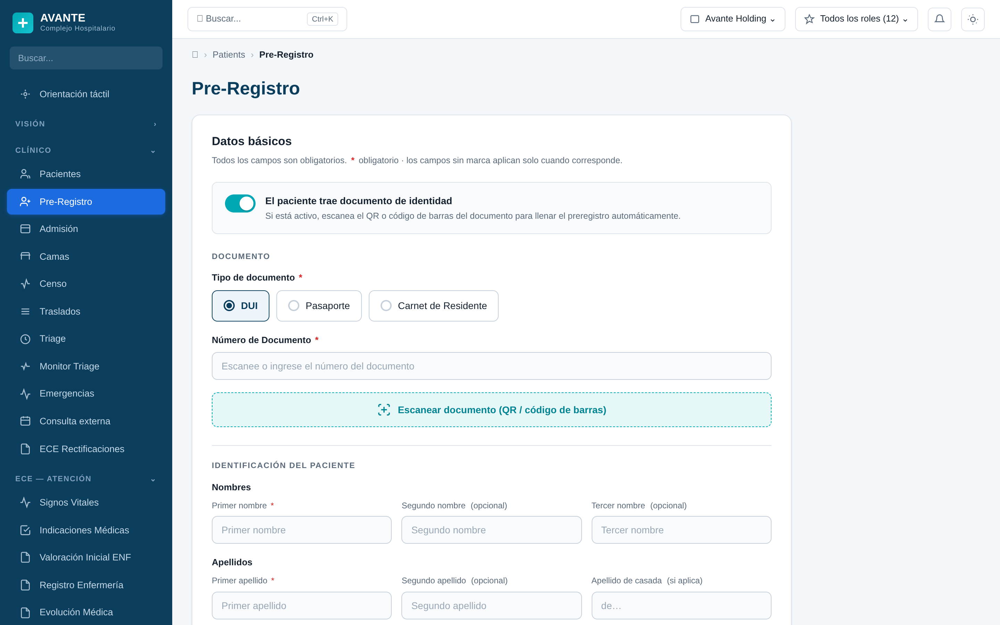 AVANTE
Complejo Hospitalario
Buscar...
Orientación táctil
VISIÓN
CLÍNICO
Pacientes
Pre-Registro
Admisión
Camas
Censo
Traslados
Triage
Monitor Triage
Emergencias
Consulta externa
ECE Rectificaciones
ECE — ATENCIÓN
Signos Vitales
Indicaciones Médicas
Valoración Inicial ENF
Registro Enfermería
Evolución Médica
Buscar... Ctrl+K
Avante Holding
Todos los roles (12)
› Patients › Pre-Registro
Pre-Registro
Datos básicos
Todos los campos son obligatorios. * obligatorio · los campos sin marca aplican solo cuando corresponde.
El paciente trae documento de identidad
Si está activo, escanea el QR o código de barras del documento para llenar el preregistro automáticamente.
DOCUMENTO
Tipo de documento *
DUI Pasaporte Carnet de Residente
Número de Documento *
Escanee o ingrese el número del documento
Escanear documento (QR / código de barras)
IDENTIFICACIÓN DEL PACIENTE
Nombres
Primer nombre * Segundo nombre (opcional) Tercer nombre (opcional)
Primer nombre Segundo nombre Tercer nombre
Apellidos
Primer apellido * Segundo apellido (opcional) Apellido de casada (si aplica)
Primer apellido Segundo apellido de…